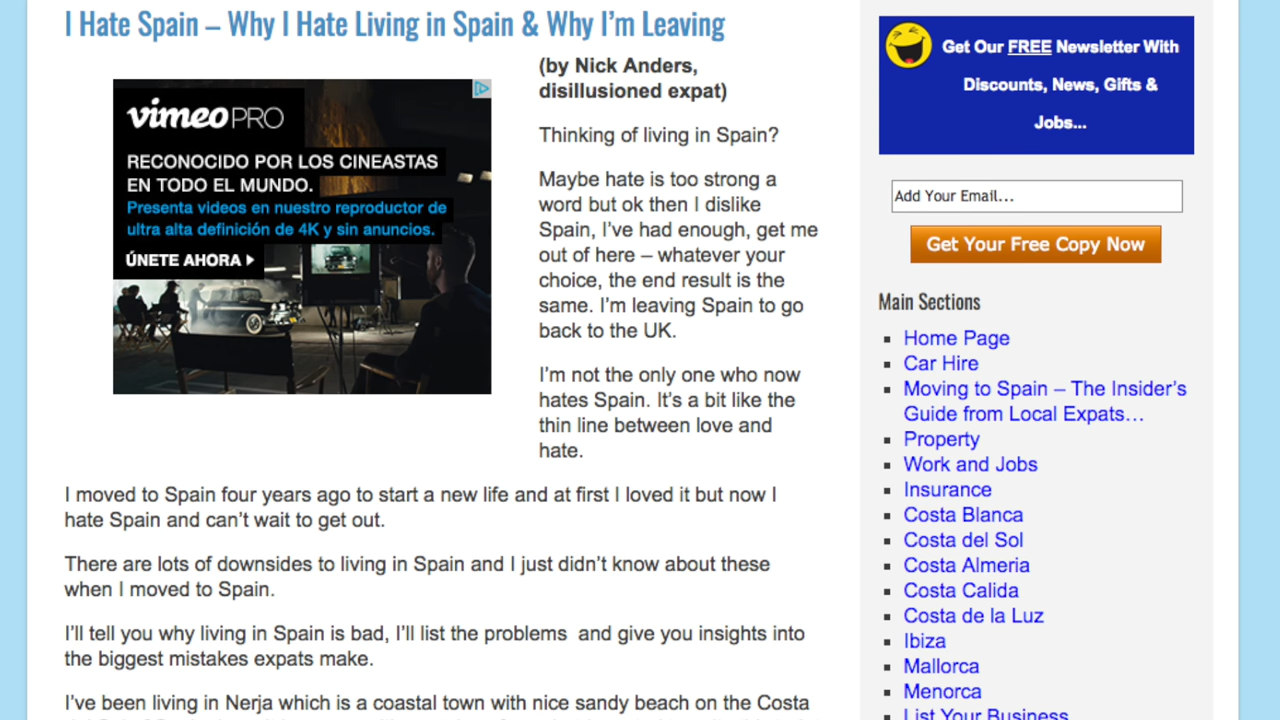 I Hate Spain – Why I Hate Living in Spain & Why I'm Leaving
vimeo PRO
RECONOCIDO POR LOS CINEASTAS
EN TODO EL MUNDO.
Presenta videos en nuestro reproductor de
ultra alta definición de 4K y sin anuncios.
ÚNETE AHORA
(by Nick Anders,
disillusioned expat)
Thinking of living in Spain?
Maybe hate is too strong a
word but ok then I dislike
Spain, I've had enough, get me
out of here – whatever your
choice, the end result is the
same. I'm leaving Spain to go
back to the UK.
I'm not the only one who now
hates Spain. It's a bit like the
thin line between love and
hate.
I moved to Spain four years ago to start a new life and at first I loved it but now I
hate Spain and can't wait to get out.
There are lots of downsides to living in Spain and I just didn't know about these
when I moved to Spain.
I'll tell you why living in Spain is bad, I'll list the problems and give you insights into
the biggest mistakes expats make.
I've been living in Nerja which is a coastal town with nice sandy beach on the Costa
Get Our FREE Newsletter With
Discounts, News, Gifts &
Jobs...
Add Your Email...
Get Your Free Copy Now
Main Sections
Home Page
Car Hire
Moving to Spain – The Insider's
Guide from Local Expats…
Property
Work and Jobs
Insurance
Costa Blanca
Costa del Sol
Costa Almeria
Costa Calida
Costa de la Luz
Ibiza
Mallorca
Menorca
List Your Business